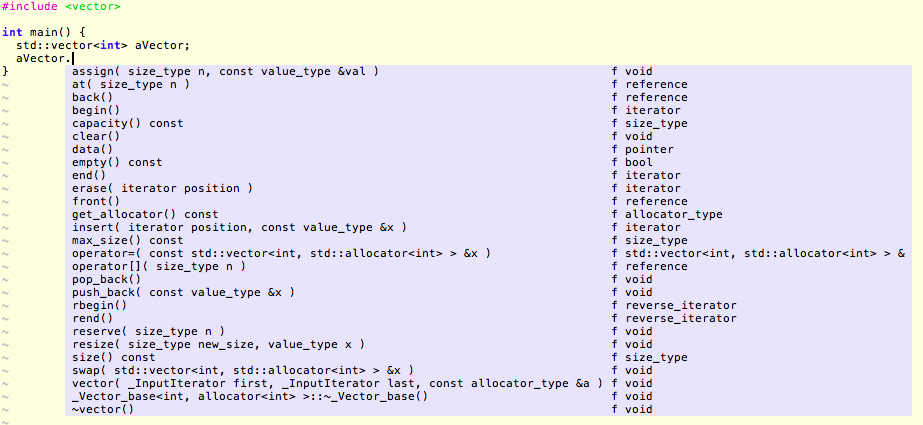 #include <vector>
int main() {
  std::vector<int> aVector;
  aVector.
}
assign( size_type n, const value_type &val ) f void
at( size_type n ) f reference
back() f reference
begin() f iterator
capacity() const f size_type
clear() f void
data() f pointer
empty() const f bool
end() f iterator
erase( iterator position ) f iterator
front() f reference
get_allocator() const f allocator_type
insert( iterator position, const value_type &x ) f iterator
max_size() const f size_type
operator=( const std::vector<int, std::allocator<int> > &x ) f std::vector<int, std::allocator<int> > &
operator[]( size_type n ) f reference
pop_back() f void
push_back( const value_type &x ) f void
rbegin() f reverse_iterator
rend() f reverse_iterator
reserve( size_type n ) f void
resize( size_type new_size, value_type x ) f void
size() const f size_type
swap( std::vector<int, std::allocator<int> > &x ) f void
vector( _InputIterator first, _InputIterator last, const allocator_type &a ) f void
_Vector_base<int, allocator<int> >::~_Vector_base() f void
~vector() f void